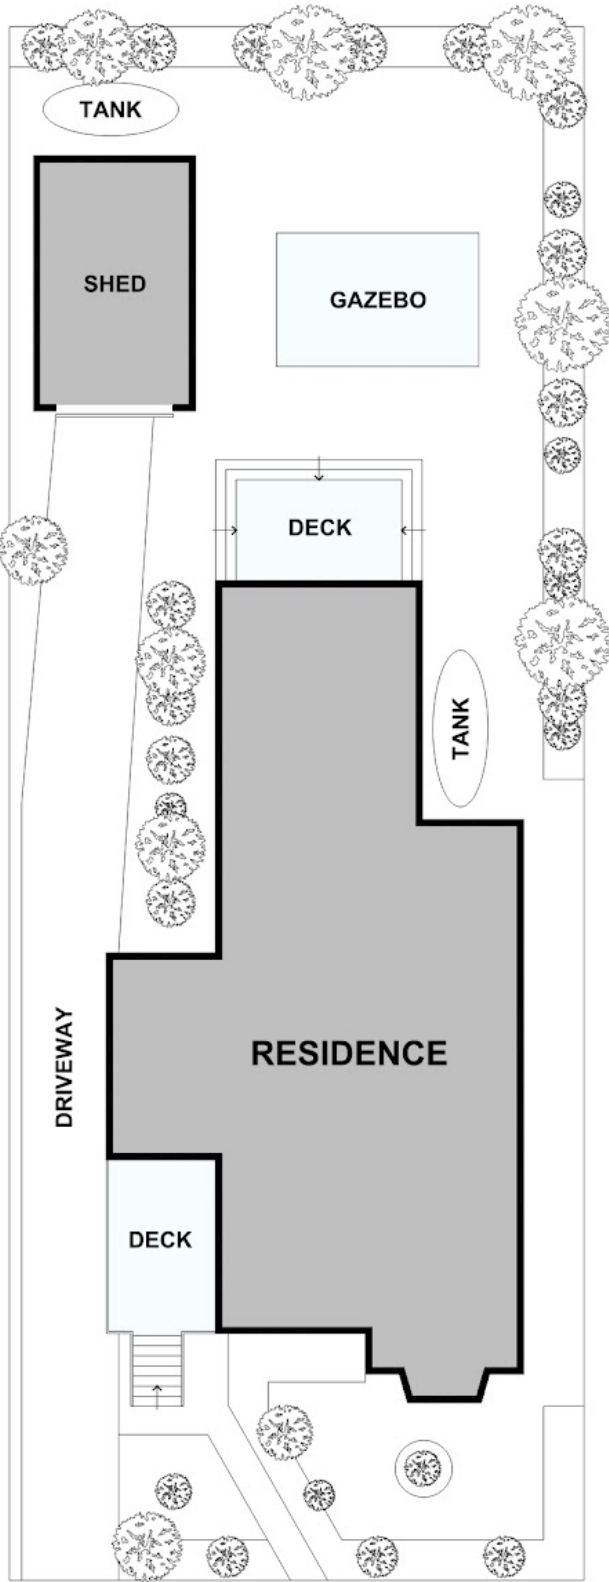 TANK
SHED
GAZEBO
DECK
TANK
RESIDENCE
DRIVEWAY
DECK